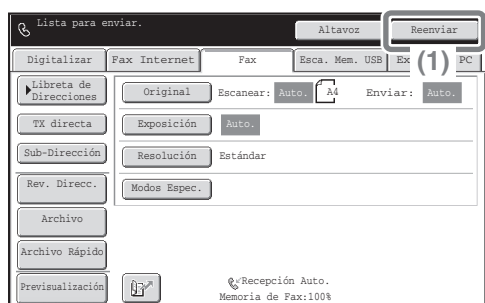 Lista para enviar.
Altavoz
Reenviar
Digitalizar
Fax Internet
Fax
Esca. Mem. USB
Ex
PC
(1)
Libreta de
Direcciones
Original
Escanear:
Auto.
A4
Enviar:
Auto.
TX directa
Exposición
Auto.
Sub-Dirección
Resolución
Estándar
Rev. Direcc.
Modos Espec.
Archivo
Archivo Rápido
Previsualización
Recepción Auto.
Memoria de Fax:100%